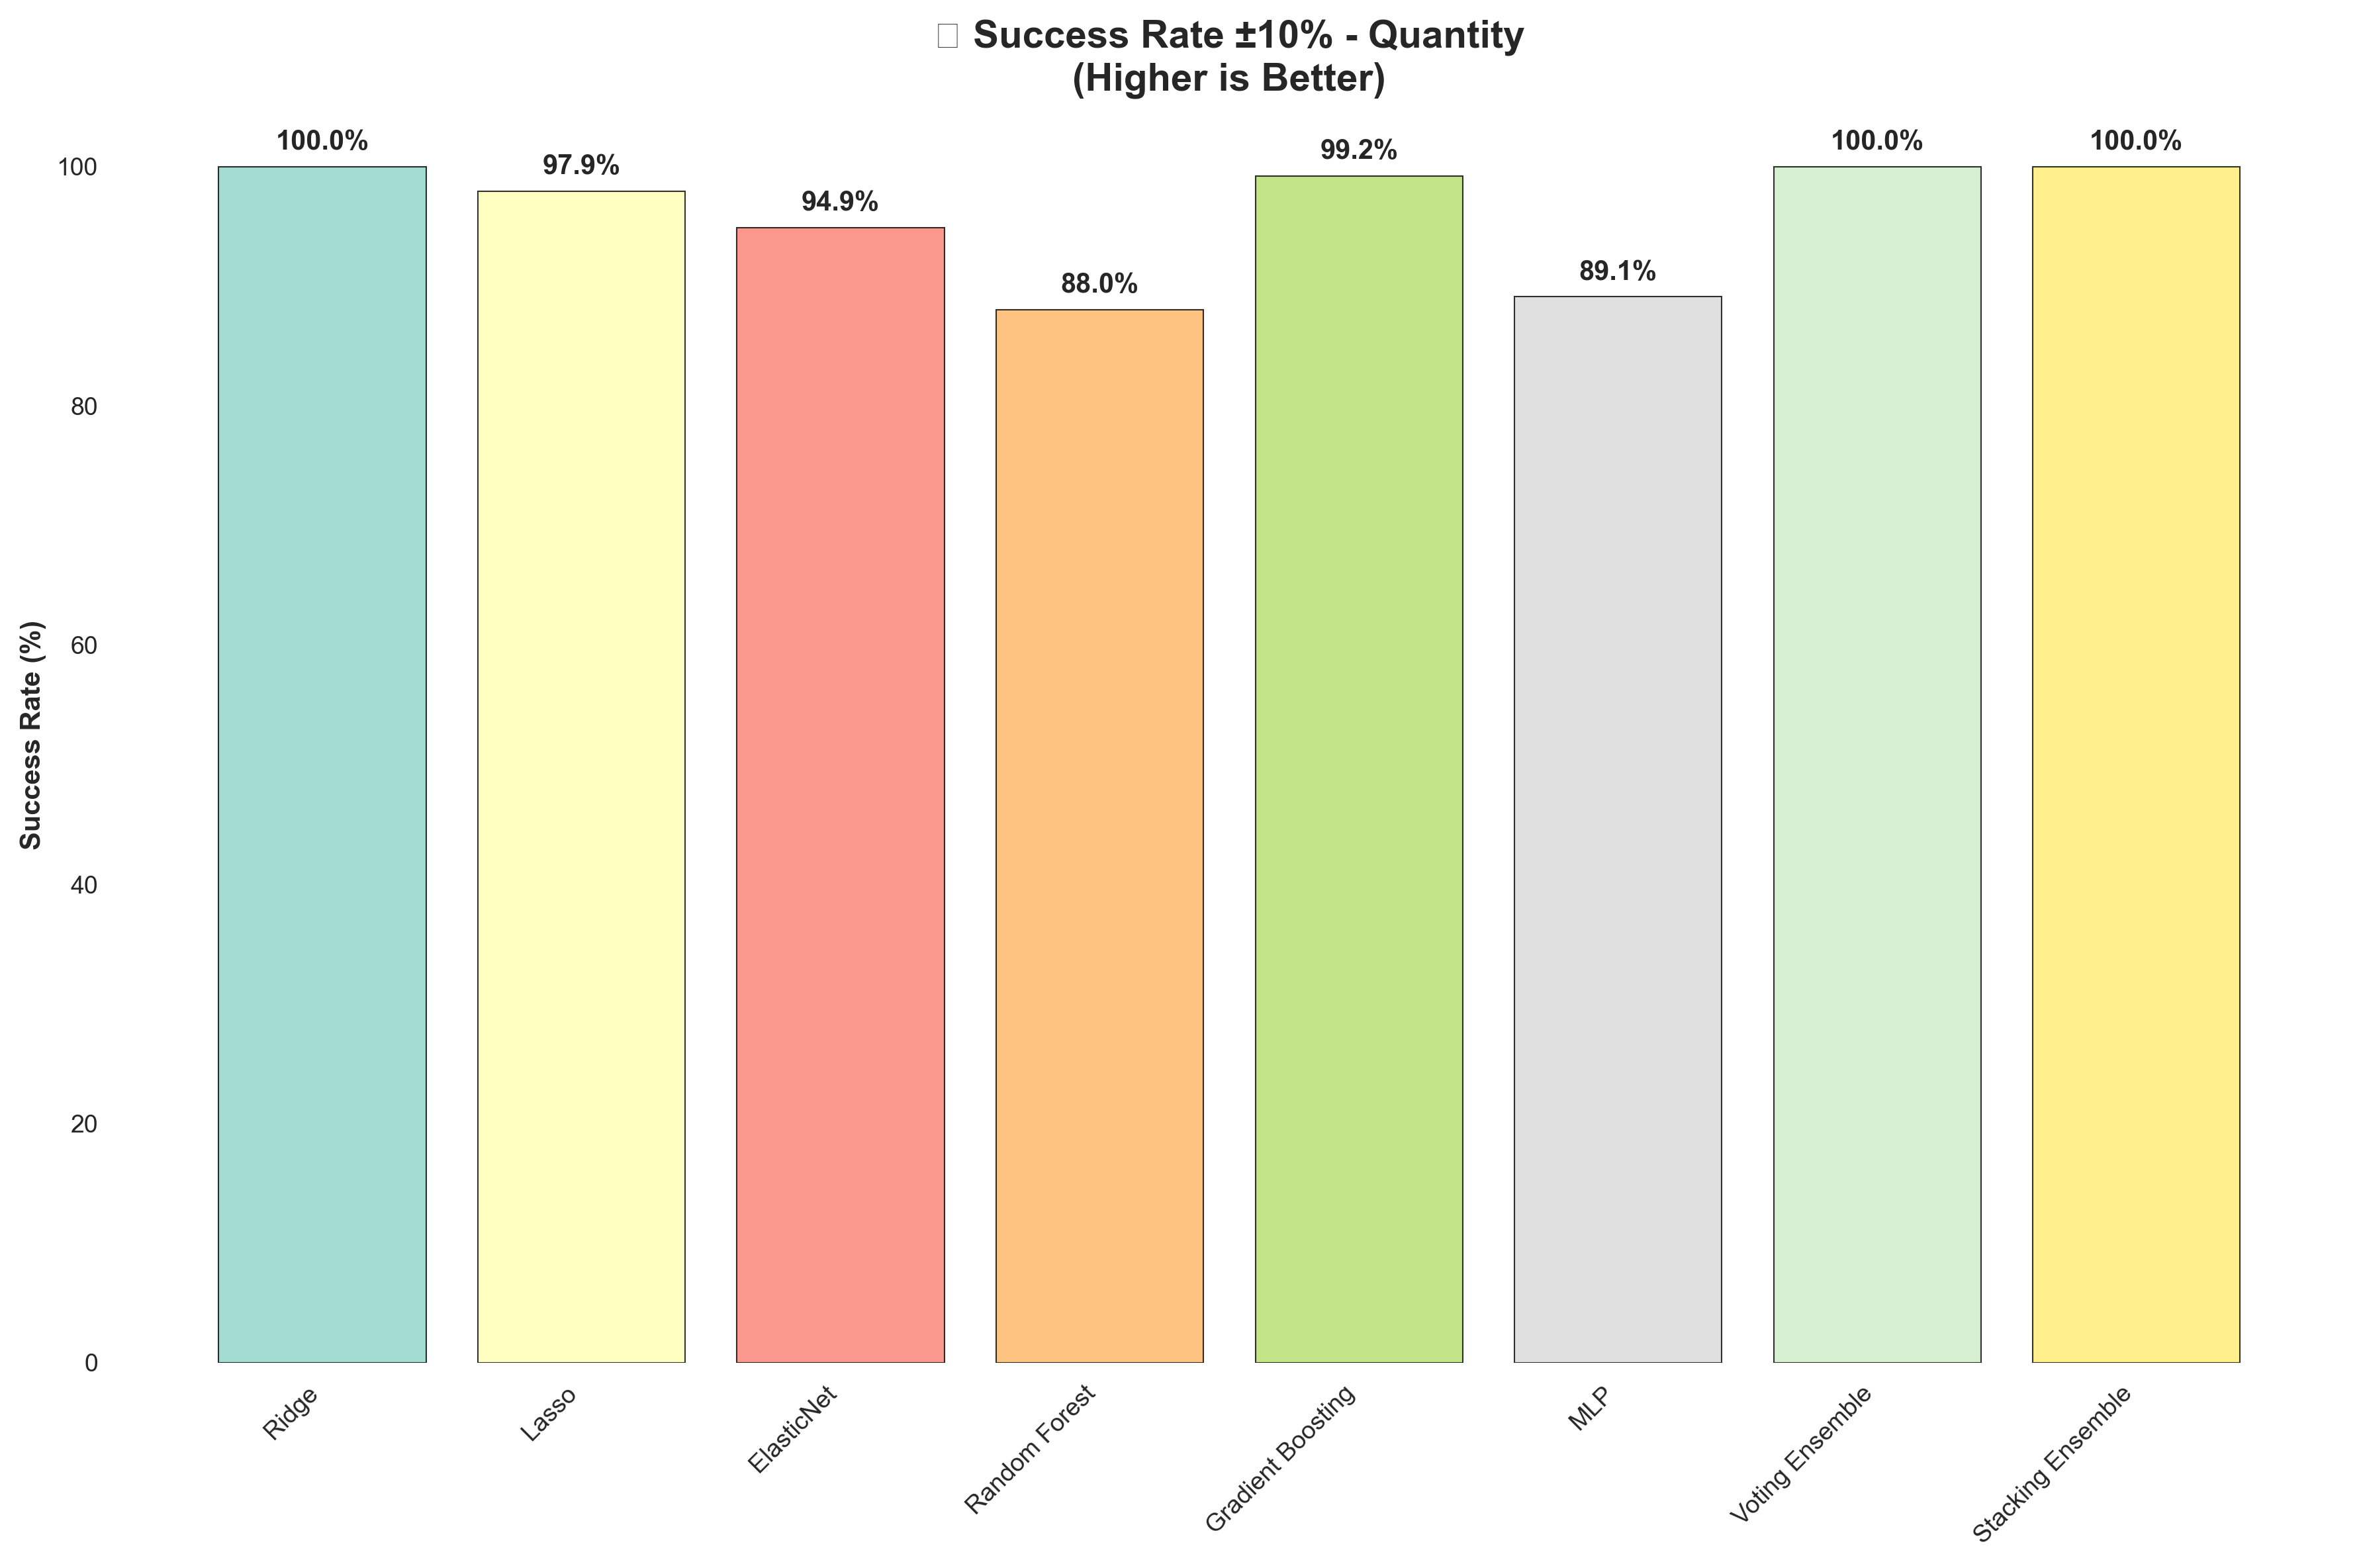 Success Rate ±10% - Quantity
(Higher is Better)
100.0%
97.9%
94.9%
88.0%
99.2%
89.1%
100.0%
100.0%
100
80
60
40
20
0
Success Rate (%)
Ridge
Lasso
ElasticNet
Random Forest
Gradient Boosting
MLP
Voting Ensemble
Stacking Ensemble